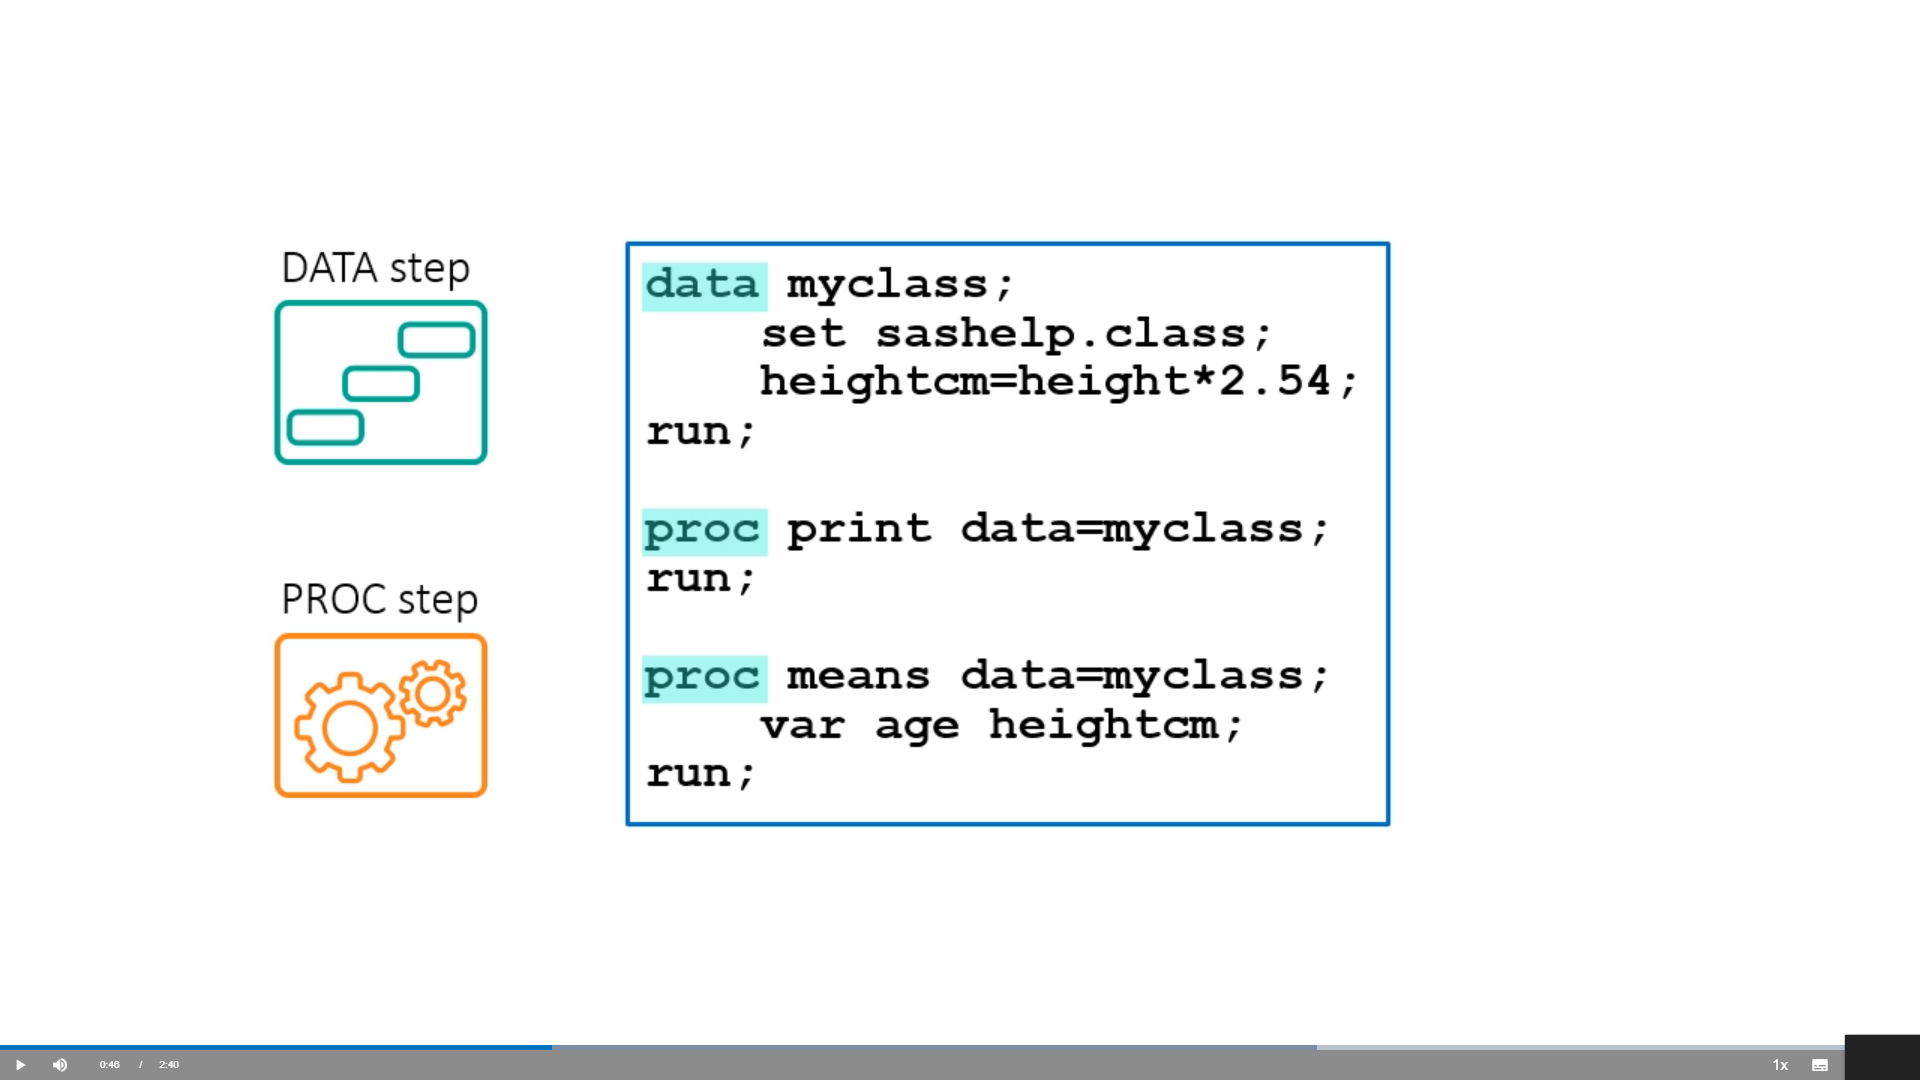 DATA step
data myclass;
set sashelp.class;
heightcm=height*2.54;
run;
proc print data=myclass;
run;
PROC step
proc means data=myclass;
var age heightcm;
run;
0:46 / 2:40
1x